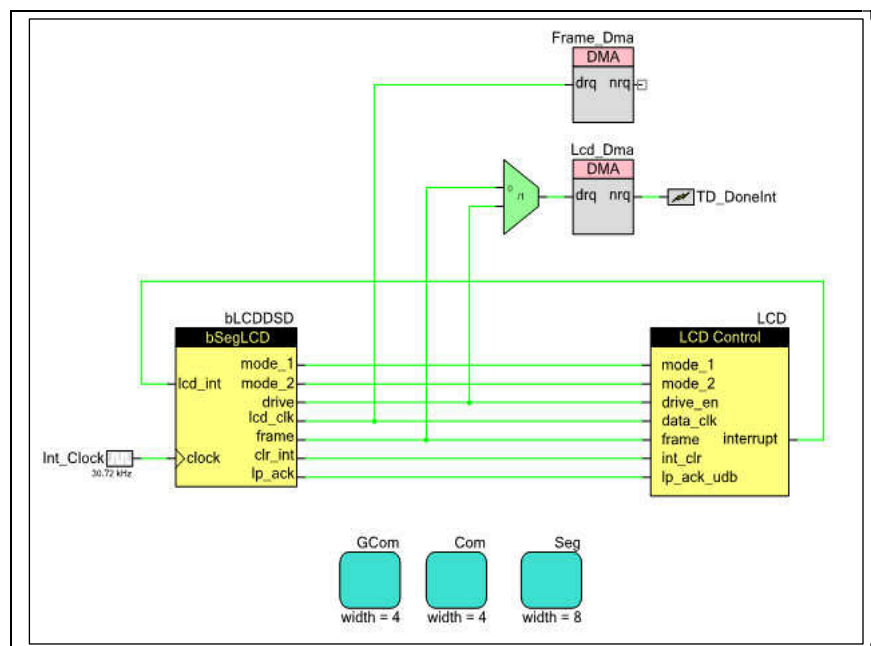 Frame_Dma
DMA
drq nrq
Lcd_Dma
DMA
0
/1
drq nrq
TD_DoneInt
bLCDDSD
bSegLCD
lcd_int
clock
mode_1
mode_2
drive
lcd_clk
frame
clr_int
lp_ack
Int_Clock
30.72 kHz
LCD
LCD Control
mode_1
mode_2
drive_en
data_clk
frame
int_clr
lp_ack_udb
interrupt
GCom
width = 4
Com
width = 4
Seg
width = 8